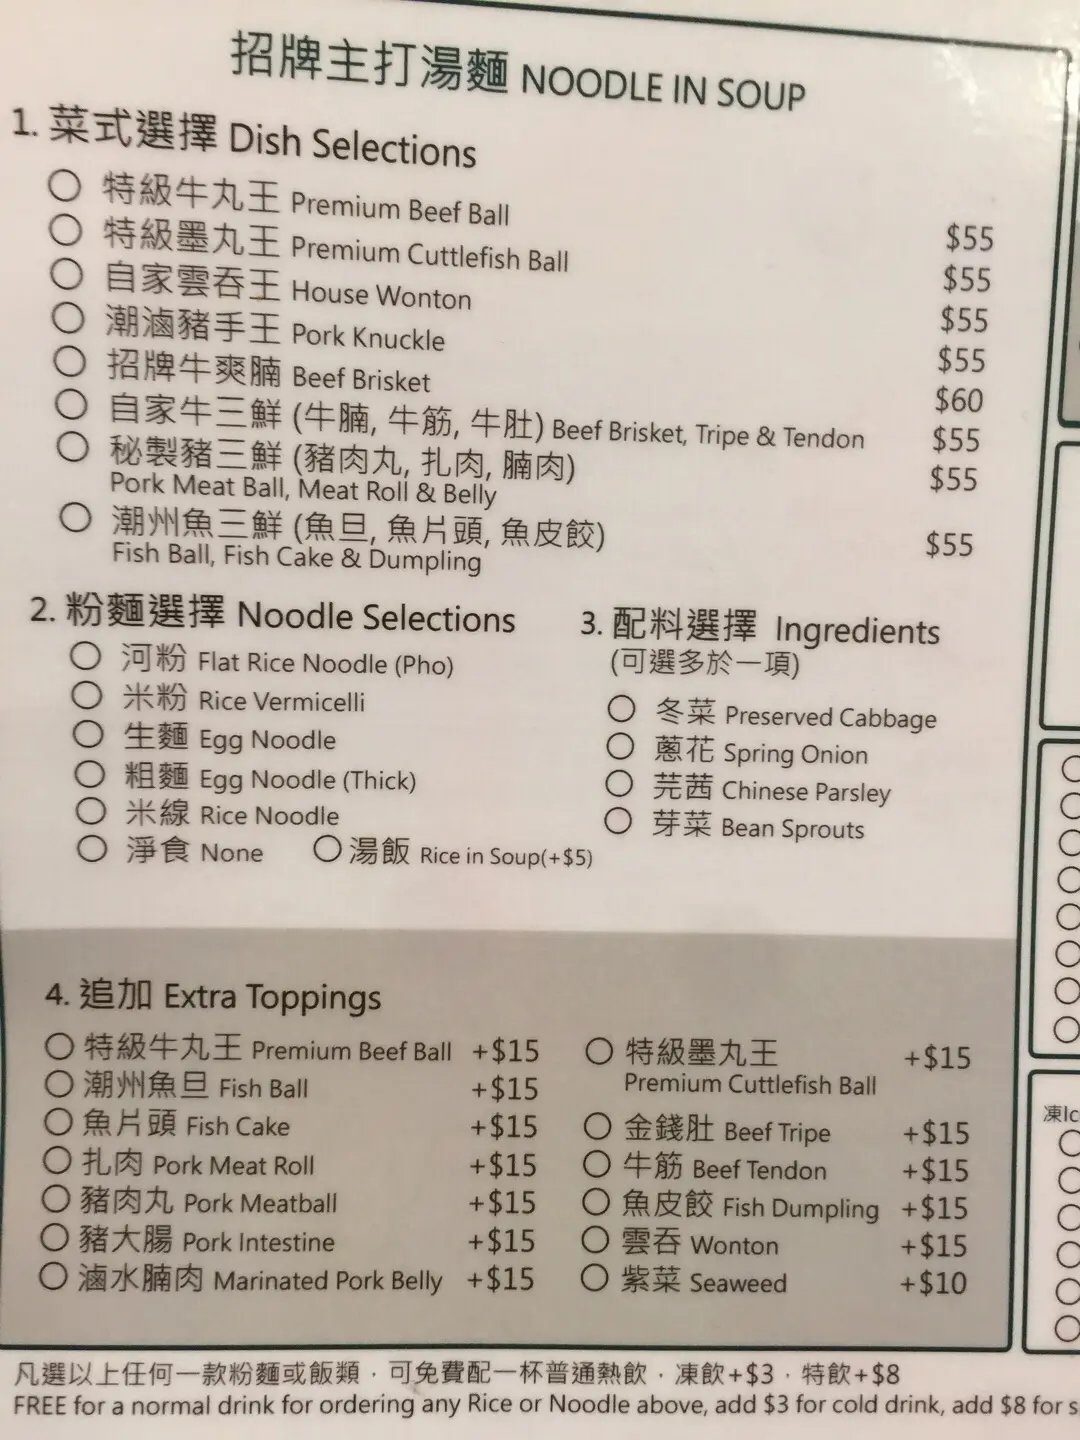 招牌主打湯麵 NOODLE IN SOUP
1. 菜式選擇 Dish Selections
特級牛丸王 Premium Beef Ball $55
特級墨丸王 Premium Cuttlefish Ball $55
自家雲吞王 House Wonton $55
潮滷豬手王 Pork Knuckle $55
招牌牛爽腩 Beef Brisket $60
自家牛三鮮 (牛腩, 牛筋, 牛肚) Beef Brisket, Tripe & Tendon $55
秘製豬三鮮 (豬肉丸, 扎肉, 腩肉) $55
Pork Meat Ball, Meat Roll & Belly
潮州魚三鮮 (魚旦, 魚片頭, 魚皮餃) $55
Fish Ball, Fish Cake & Dumpling
2. 粉麵選擇 Noodle Selections
河粉 Flat Rice Noodle (Pho)
米粉 Rice Vermicelli
生麵 Egg Noodle
粗麵 Egg Noodle (Thick)
米線 Rice Noodle
淨食 None 湯飯 Rice in Soup(+$5)
3. 配料選擇 Ingredients
(可選多於一項)
冬菜 Preserved Cabbage
蔥花 Spring Onion
芫茜 Chinese Parsley
芽菜 Bean Sprouts
4. 追加 Extra Toppings
特級牛丸王 Premium Beef Ball +$15
潮州魚旦 Fish Ball +$15
魚片頭 Fish Cake +$15
扎肉 Pork Meat Roll +$15
豬肉丸 Pork Meatball +$15
豬大腸 Pork Intestine +$15
滷水腩肉 Marinated Pork Belly +$15
特級墨丸王 +$15
Premium Cuttlefish Ball
金錢肚 Beef Tripe +$15
牛筋 Beef Tendon +$15
魚皮餃 Fish Dumpling +$15
雲吞 Wonton +$15
紫菜 Seaweed +$10
凡選以上任何一款粉麵或飯類﹐可免費配一杯普通熱飲﹐凍飲+$3﹐特飲+$8
FREE for a normal drink for ordering any Rice or Noodle above, add $3 for cold drink, add $8 for s
凍Ic